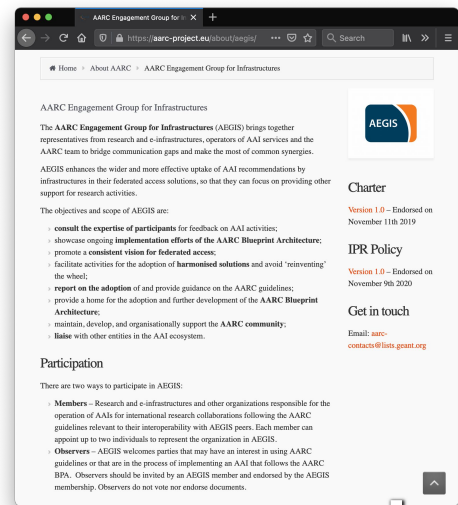 AARC Engagement Group for In
https://aarc-project.eu/about/aegis/
Search
Home > About AARC > AARC Engagement Group for Infrastructures
AARC Engagement Group for Infrastructures
The AARC Engagement Group for Infrastructures (AEGIS) brings together
representatives from research and e-infrastructures, operators of AAI services and the
AARC team to bridge communication gaps and make the most of common synergies.
AEGIS enhances the wider and more effective uptake of AAI recommendations by
infrastructures in their federated access solutions, so that they can focus on providing other
support for research activities.
The objectives and scope of AEGIS are:
› consult the expertise of participants for feedback on AAI activities;
› showcase ongoing implementation efforts of the AARC Blueprint Architecture;
› promote a consistent vision for federated access;
› facilitate activities for the adoption of harmonised solutions and avoid ‘reinventing’
the wheel;
› report on the adoption of and provide guidance on the AARC guidelines;
› provide a home for the adoption and further development of the AARC Blueprint
Architecture;
› maintain, develop, and organisationally support the AARC community;
› liaise with other entities in the AAI ecosystem.
Participation
There are two ways to participate in AEGIS:
› Members – Research and e-infrastructures and other organizations responsible for the
operation of AAIs for international research collaborations following the AARC
guidelines relevant to their interoperability with AEGIS peers. Each member can
appoint up to two individuals to represent the organization in AEGIS.
› Observers – AEGIS welcomes parties that may have an interest in using AARC
guidelines or that are in the process of implementing an AAI that follows the AARC
BPA. Observers should be invited by an AEGIS member and endorsed by the AEGIS
membership. Observers do not vote nor endorse documents.
AEGIS
Charter
Version 1.0 – Endorsed on
November 11th 2019
IPR Policy
Version 1.0 – Endorsed on
November 9th 2020
Get in touch
Email: aarc-
contacts@lists.geant.org